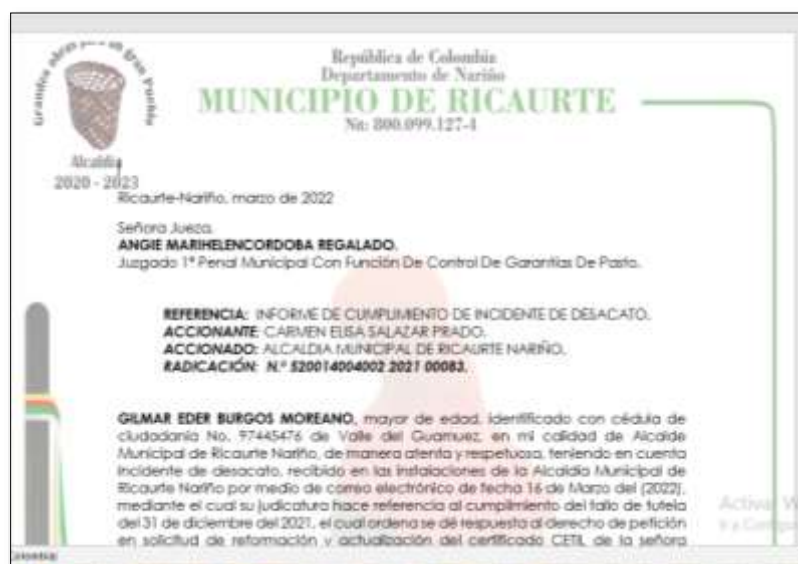 Grandes obras para un gran Pueblo
República de Colombia
Departamento de Nariño
MUNICIPIO DE RICAURTE
Nit: 800.099.127-4
Alcaldia
2020 - 2023
Ricaurte-Nariño, marzo de 2022
Señora Jueza,
ANGIE MARIHELENCORDOBA REGALADO.
Juzgado 1° Penal Municipal Con Función De Control De Garantías De Pasto.
REFERENCIA: INFORME DE CUMPLIMIENTO DE INCIDENTE DE DESACATO.
ACCIONANTE: CARMEN ELISA SALAZAR PRADO.
ACCIONADO: ALCALDIA MUNICIPAL DE RICAURTE NARIÑO.
RADICACIÓN: N.° 520014004002 2021 00083.
GILMAR EDER BURGOS MOREANO, mayor de edad, identificado con cédula de
ciudadanía No. 97445476 de Valle del Guamuez, en mi calidad de Alcalde
Municipal de Ricaurte Nariño, de manera atenta y respetuosa, teniendo en cuenta
incidente de desacato, recibido en las instalaciones de la Alcaldía Municipal de
Ricaurte Nariño por medio de correo electrónico de fecha 16 de Marzo del (2022),
mediante el cual su judicatura hace referencia al cumplimiento del fallo de tutela
del 31 de diciembre del 2021, el cual ordena se dé respuesta al derecho de petición
en solicitud de reformación y actualización del certificado CETIL de la señora
Activar W